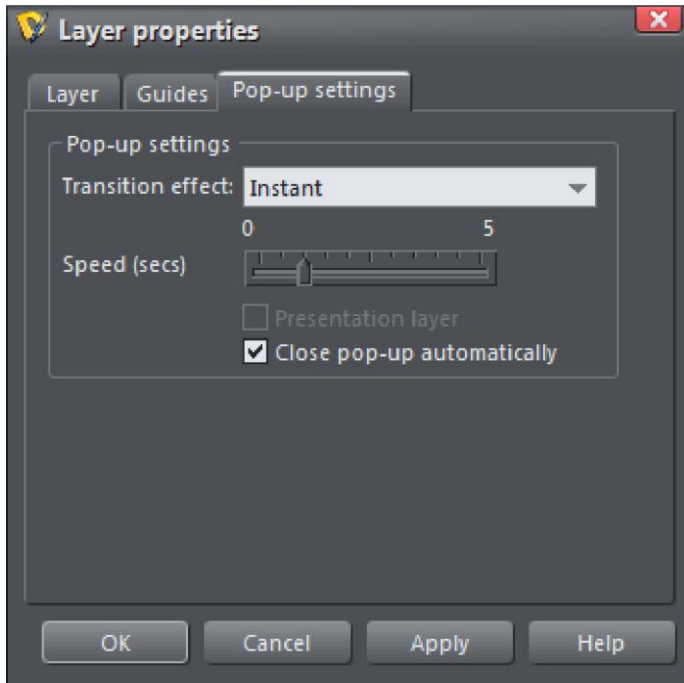 Layer properties
Layer Guides Pop-up settings
Pop-up settings
Transition effect: Instant
0 5
Speed (secs)
Presentation layer
Close pop-up automatically
OK Cancel Apply Help